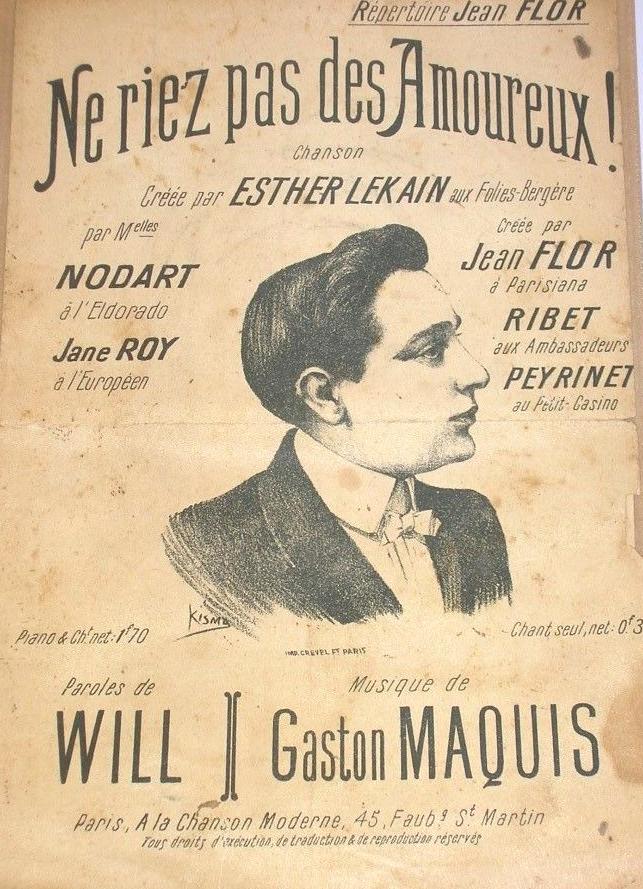 Répertoire Jean FLOR
Ne riez pas des Amoureux!
Chanson
Créée par ESTHER LEKAIN aux Folies-Bergère
par Melles
NODART
à l'Eldorado
Jane ROY
à l'Européen
Créée par
Jean FLOR
à Parisiana
RIBET
aux Ambassadeurs
PEYRINET
au Petit-Casino
KISME
Piano & Cht net: 1f70
Chant seul, net: 0f3
IMP. CREVEL Fs PARIS
Paroles de
WILL
Musique de
Gaston MAQUIS
Paris, A la Chanson Moderne, 45, Faubg St Martin
Tous droits d'exécution, de traduction & de reproduction réservés